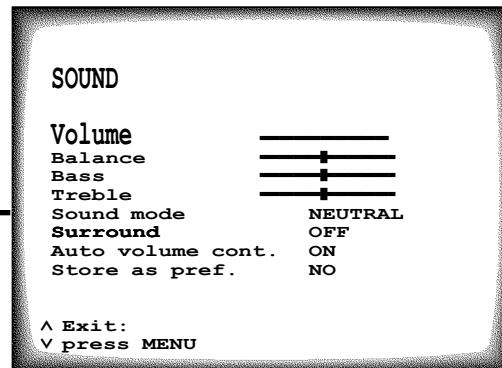 SOUND
Volume
Balance
Bass
Treble
Sound mode NEUTRAL
Surround OFF
Auto volume cont. ON
Store as pref. NO
∧ Exit:
∨ press MENU